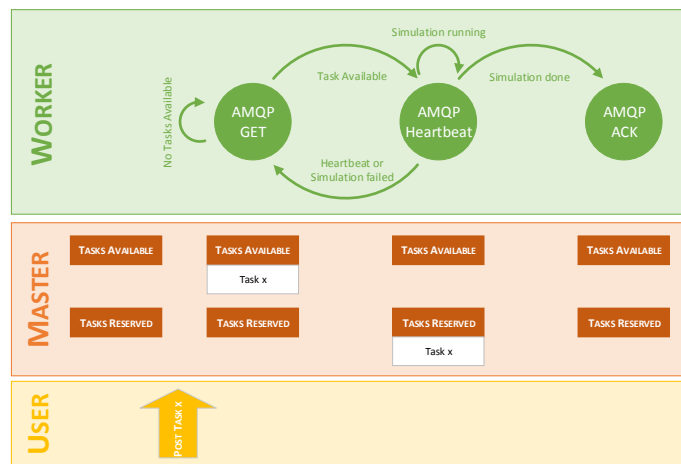 WORKER
Simulation running
Task Available
Simulation done
No Tasks Available
AMQP
GET
AMQP
Heartbeat
AMQP
ACK
Heartbeat or
Simulation failed
MASTER
TASKS AVAILABLE
TASKS AVAILABLE
TASKS AVAILABLE
TASKS AVAILABLE
Task x
TASKS RESERVED
TASKS RESERVED
TASKS RESERVED
TASKS RESERVED
Task x
USER
POST TASK X